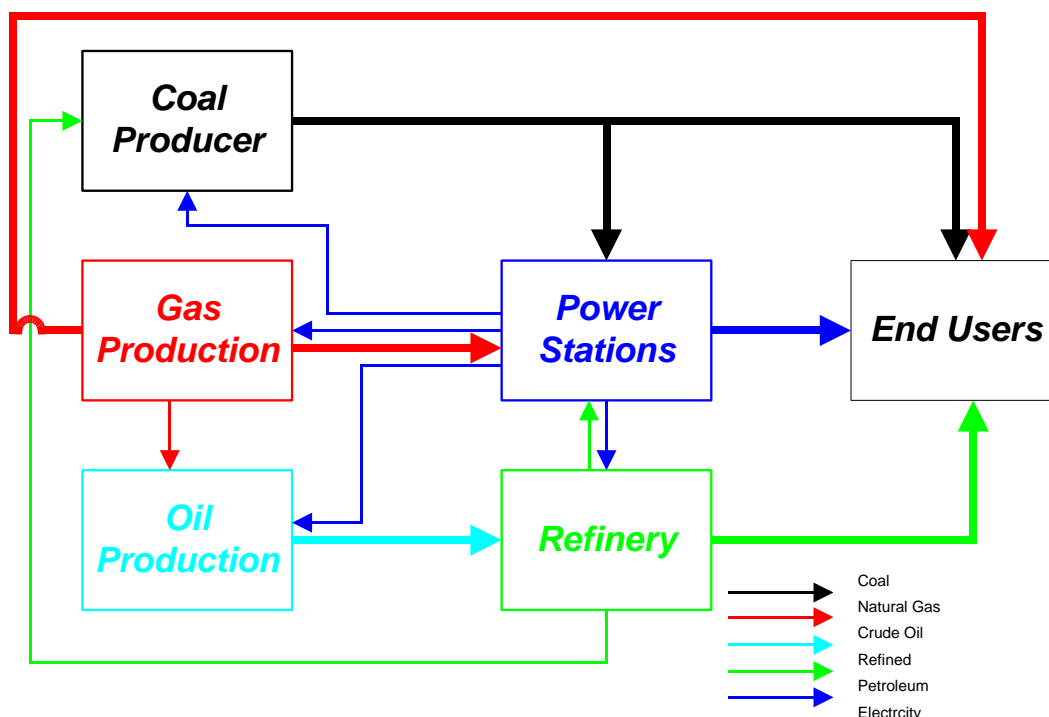 Coal
Producer
Gas
Production
Power
Stations
End Users
Oil
Production
Refinery
Coal
Natural Gas
Crude Oil
Refined
Petroleum
Electrcity